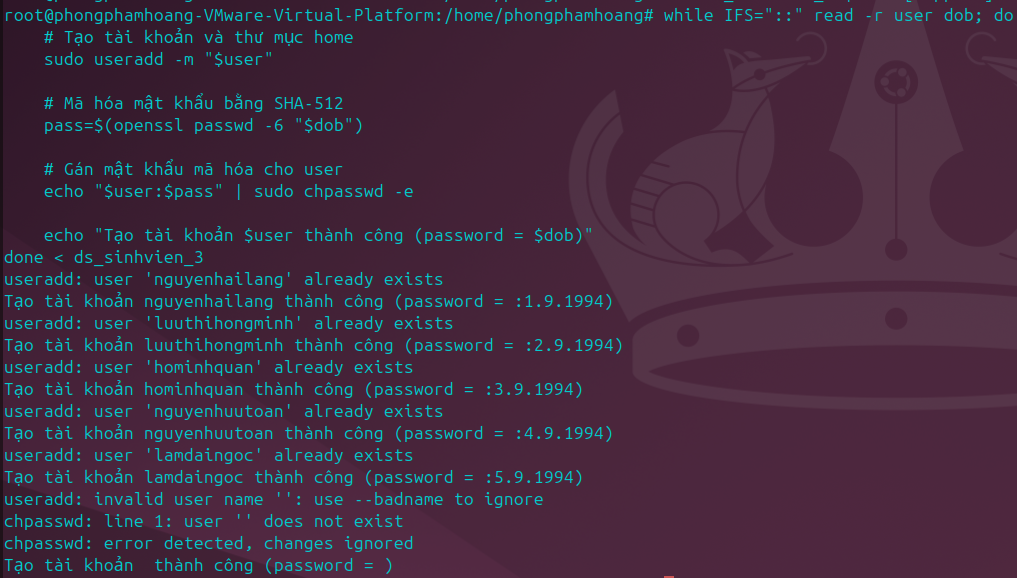 root@phongphamhoang-VMware-Virtual-Platform:/home/phongphamhoang# while IFS="::" read -r user dob; do
# Tạo tài khoản và thư mục home
sudo useradd -m "$user"
# Mã hóa mật khẩu bằng SHA-512
pass=$(openssl passwd -6 "$dob")
# Gán mật khẩu mã hóa cho user
echo "$user:$pass" | sudo chpasswd -e
echo "Tạo tài khoản $user thành công (password = $dob)"
done < ds_sinhvien_3
useradd: user 'nguyenhailang' already exists
Tạo tài khoản nguyenhailang thành công (password = :1.9.1994)
useradd: user 'luuthihongminh' already exists
Tạo tài khoản luuthihongminh thành công (password = :2.9.1994)
useradd: user 'hominhquan' already exists
Tạo tài khoản hominhquan thành công (password = :3.9.1994)
useradd: user 'nguyenhuutoan' already exists
Tạo tài khoản nguyenhuutoan thành công (password = :4.9.1994)
useradd: user 'lamdaingoc' already exists
Tạo tài khoản lamdaingoc thành công (password = :5.9.1994)
useradd: invalid user name '': use --badname to ignore
chpasswd: line 1: user '' does not exist
chpasswd: error detected, changes ignored
Tạo tài khoản  thành công (password = )